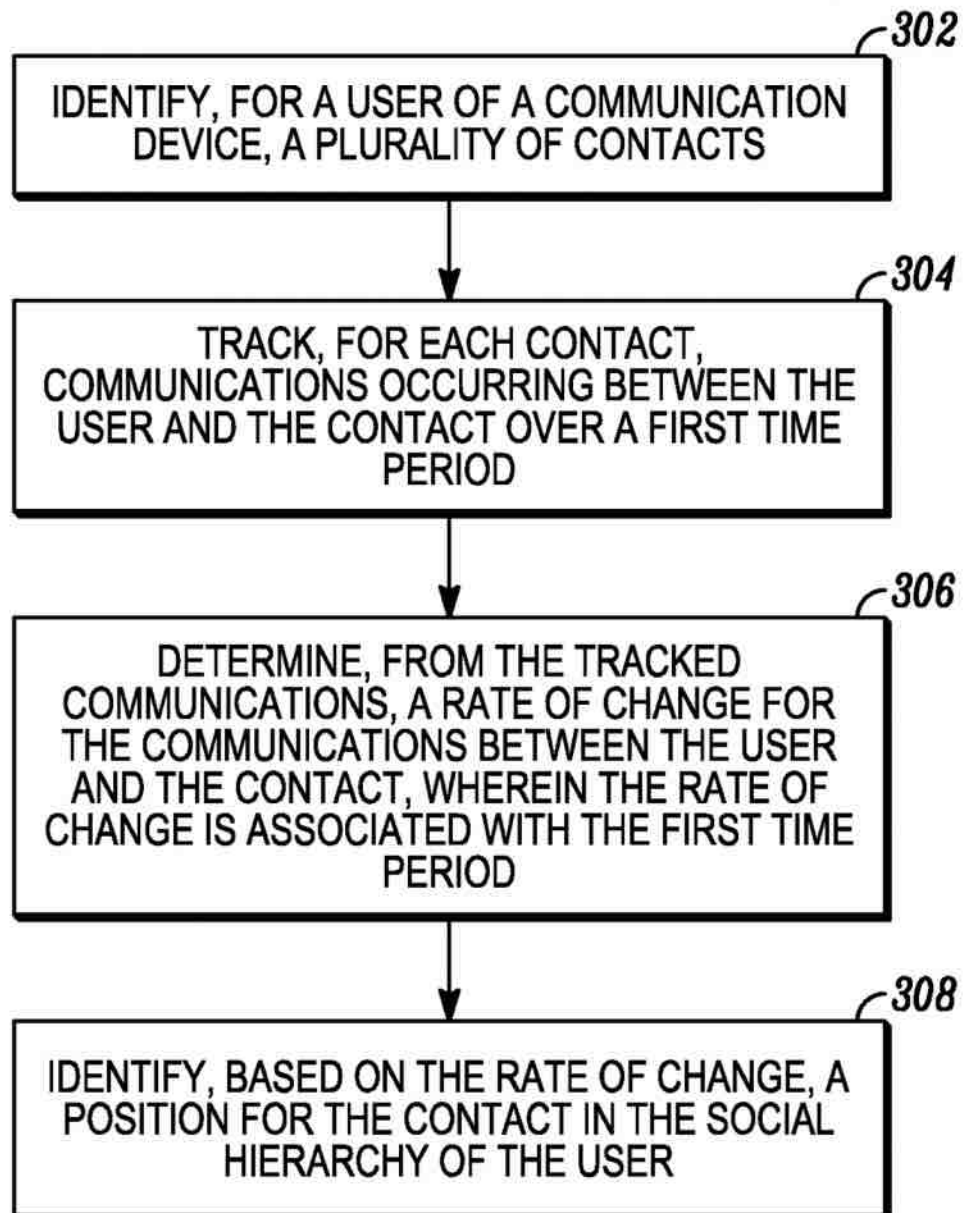 302
IDENTIFY, FOR A USER OF A COMMUNICATION
DEVICE, A PLURALITY OF CONTACTS
304
TRACK, FOR EACH CONTACT,
COMMUNICATIONS OCCURRING BETWEEN THE
USER AND THE CONTACT OVER A FIRST TIME
PERIOD
306
DETERMINE, FROM THE TRACKED
COMMUNICATIONS, A RATE OF CHANGE FOR
THE COMMUNICATIONS BETWEEN THE USER
AND THE CONTACT, WHEREIN THE RATE OF
CHANGE IS ASSOCIATED WITH THE FIRST TIME
PERIOD
308
IDENTIFY, BASED ON THE RATE OF CHANGE, A
POSITION FOR THE CONTACT IN THE SOCIAL
HIERARCHY OF THE USER